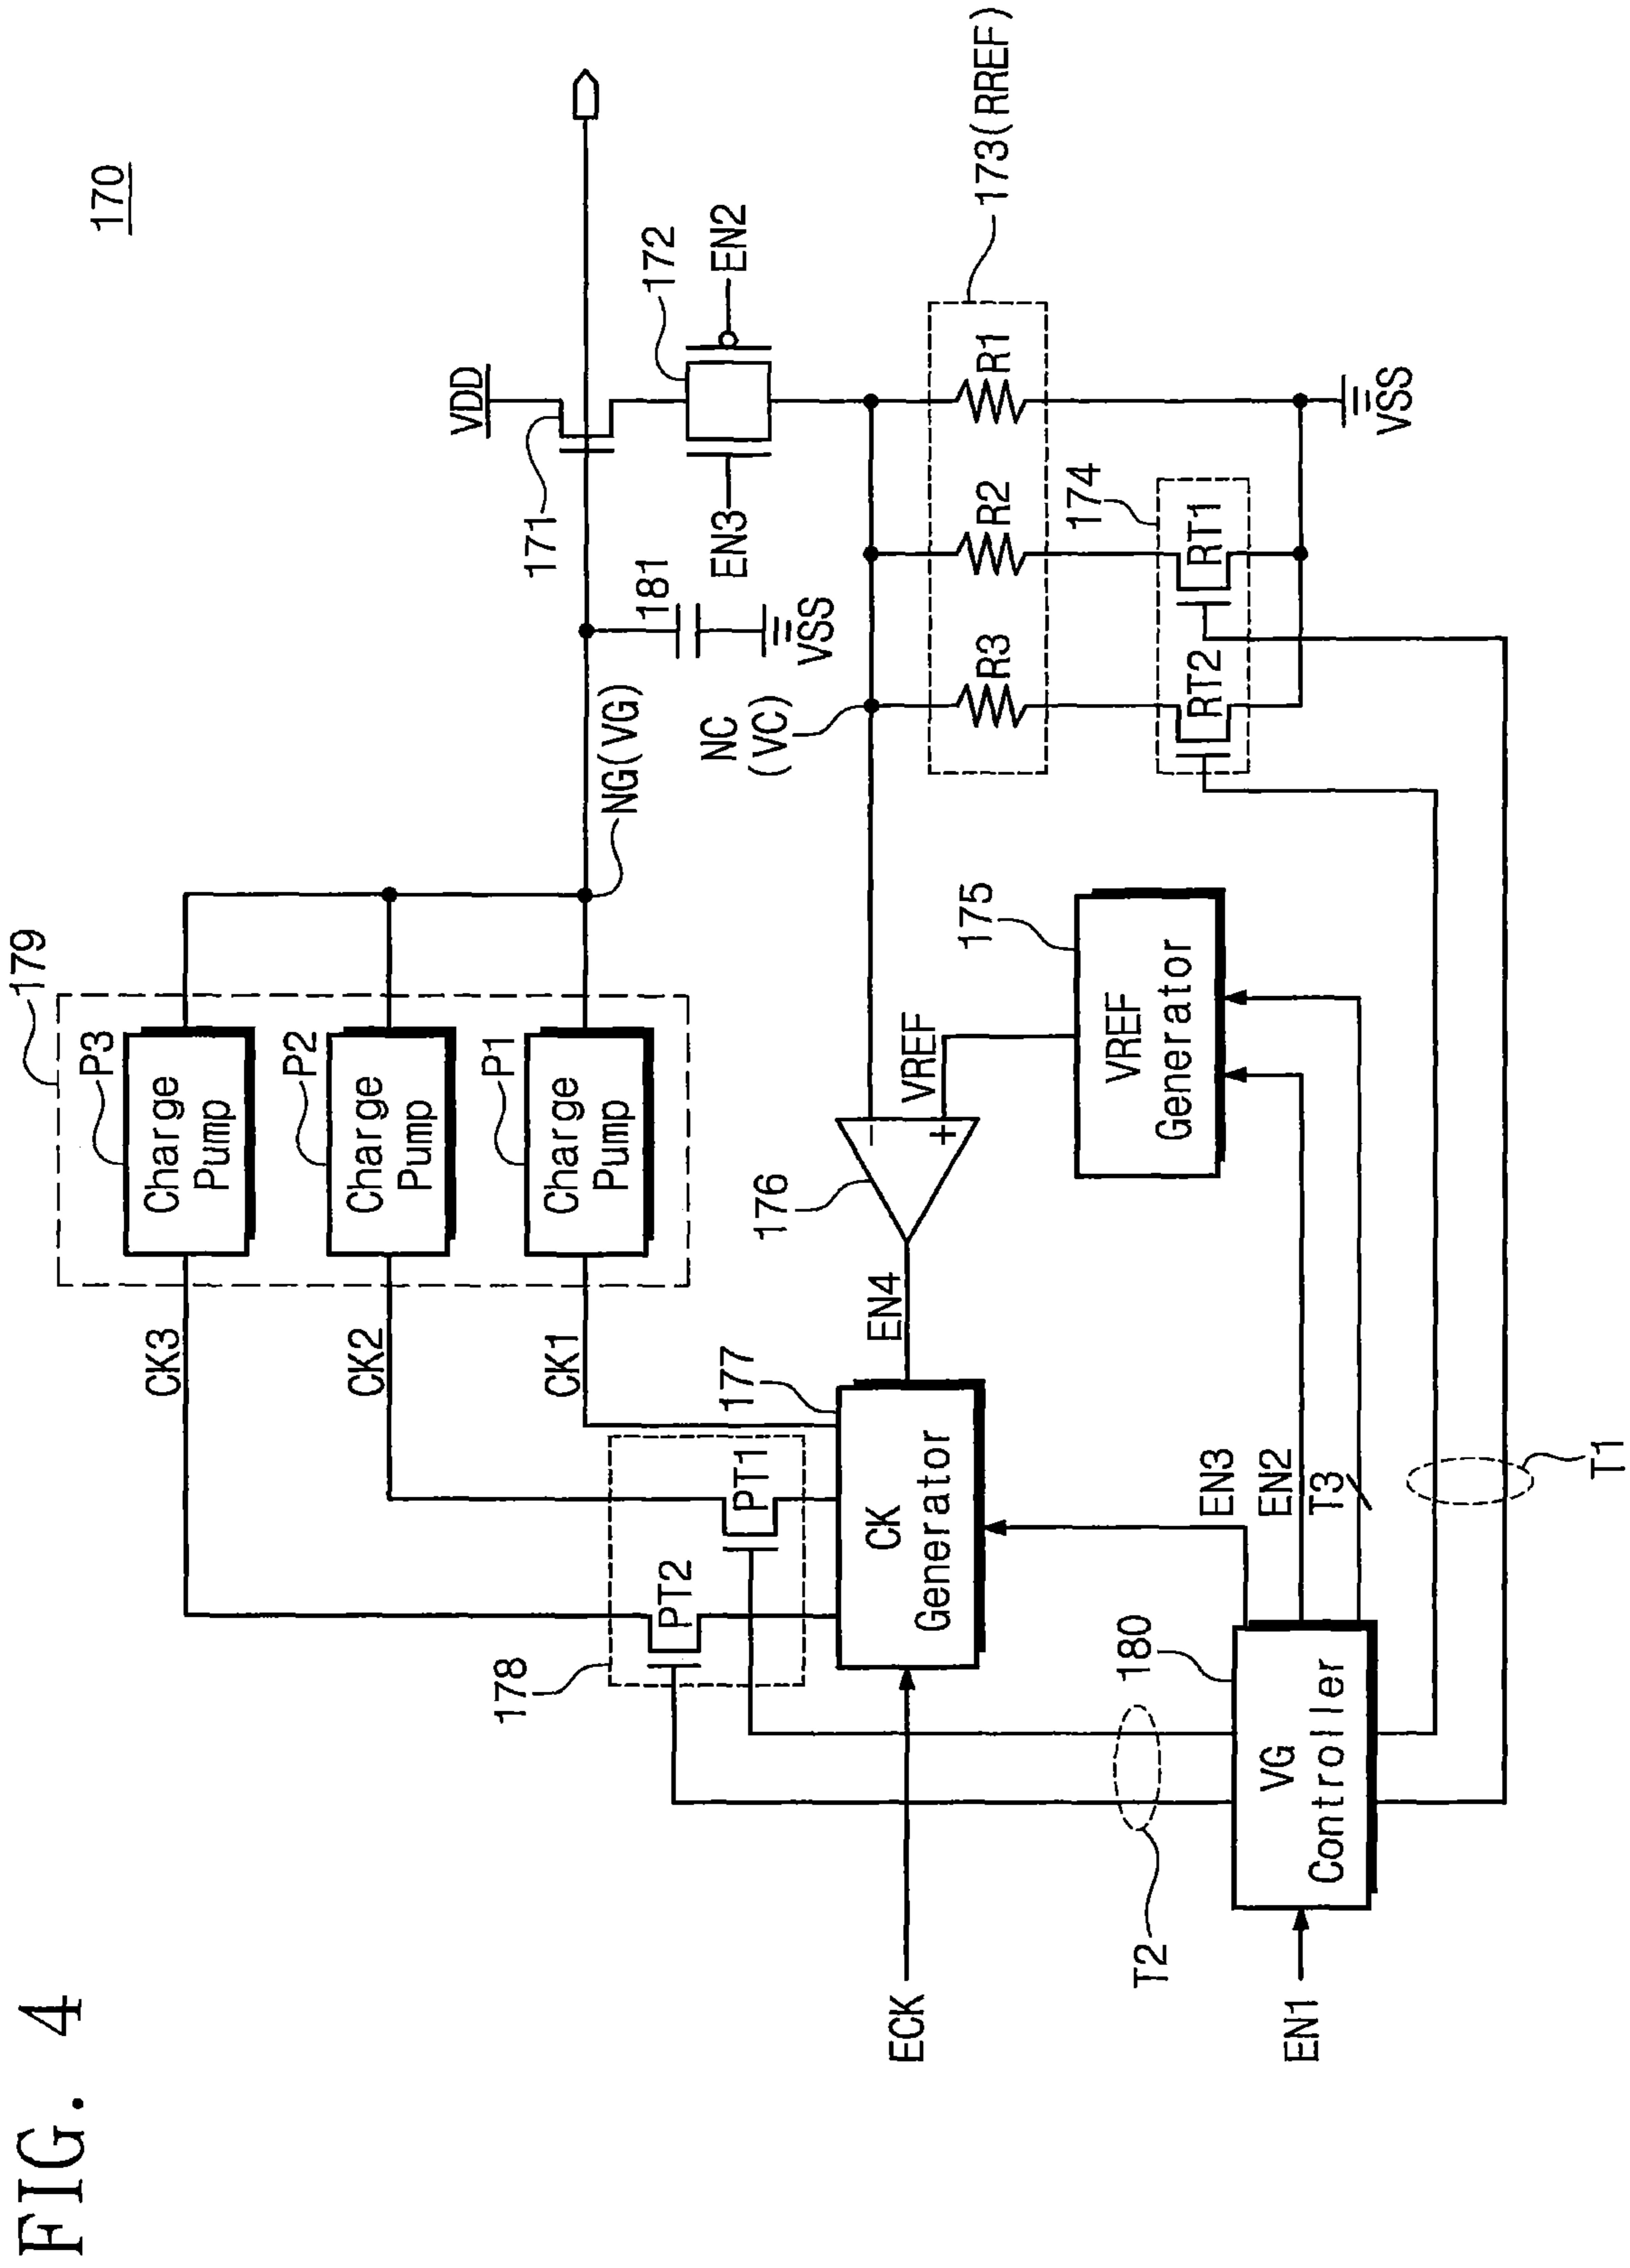 FIG. 4
170
179
P3
Charge
Pump
P2
Charge
Pump
P1
Charge
Pump
CK3
CK2
CK1
NG(VG)
181
VSS
VDD
171
172
EN3
EN2
178
PT2
PT1
177
CK
Generator
ECK
EN4
176
-
+
VREF
NC
(VC)
173(RREF)
R3
R2
R1
174
RT2
RT1
VSS
175
VREF
Generator
T2
180
VG
Controller
EN1
EN3
EN2
T3
T1